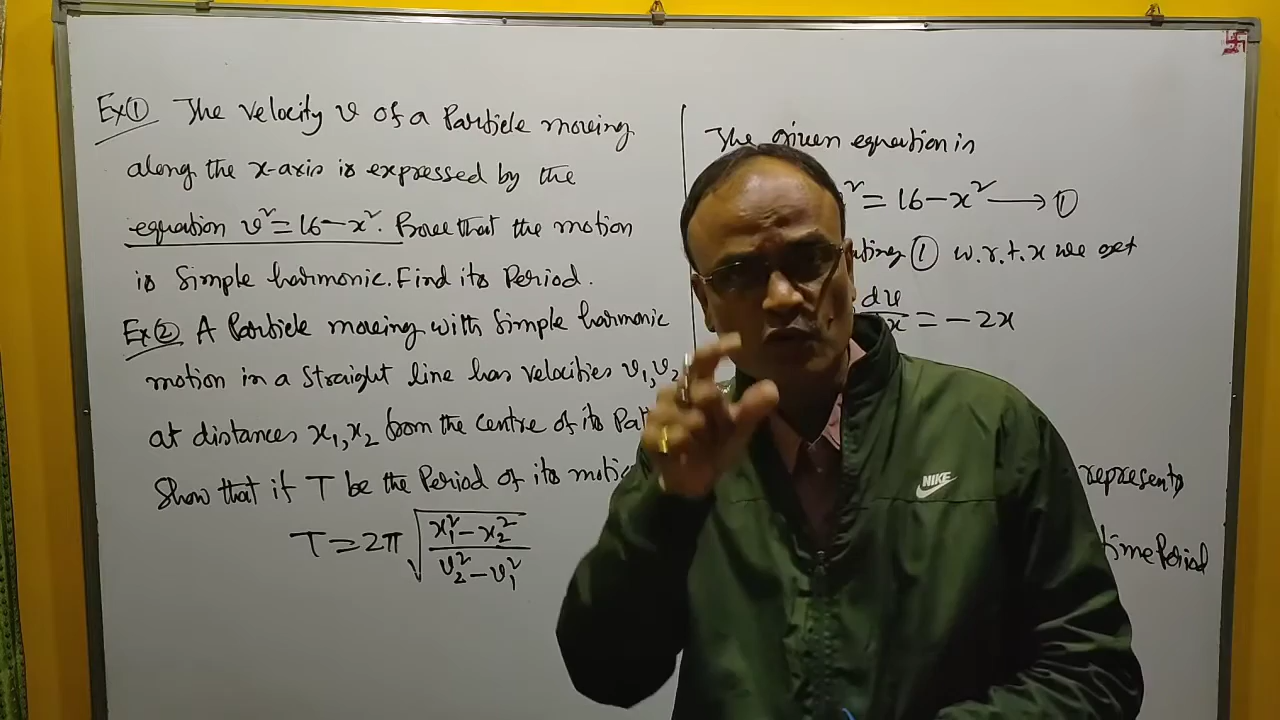 Ex① The velocity v of a Particle moving
along the x-axis is expressed by the
equation v² = 16 - x². Prove that the motion
is Simple harmonic. Find its Period.
Ex② A Particle moving with Simple harmonic
motion in a Straight line has velocities v₁, v₂
at distances x₁, x₂ from the centre of its
Show that if T be the Period of its
T = 2π √((x₁² - x₂²)/(v₂² - v₁²))
The given equation is
² = 16 - x² → ①
① w.r.t. x we get
dv = -2x
represents
time Period
NIKE